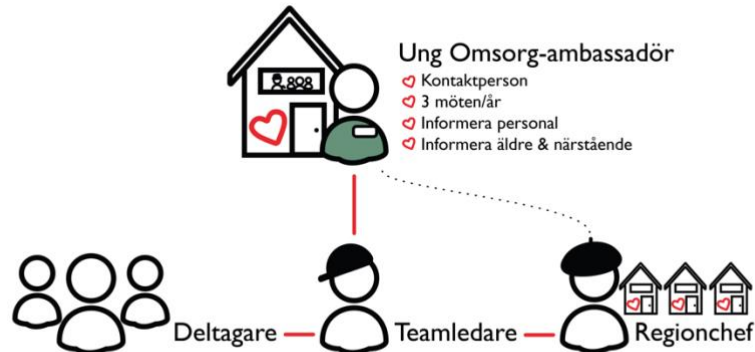 Ung Omsorg-ambassadör
Kontaktperson
3 möten/år
Informera personal
Informera äldre & närstående
Deltagare
Teamledare
Regionchef